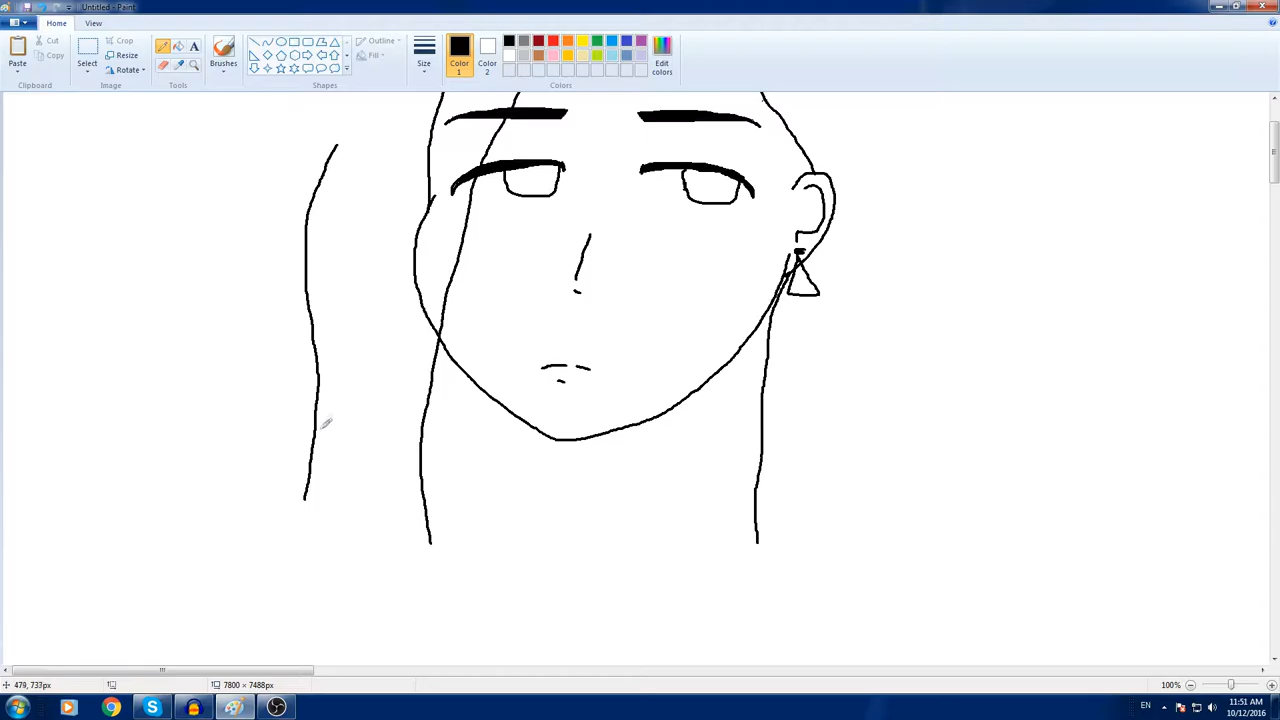 Untitled - Paint
Home View
Paste
Cut
Copy
Clipboard
Select
Crop
Resize
Rotate
Image
A
Tools
Brushes
Outline
Fill
Shapes
Size
Color
1
Color
2
Edit
colors
Colors
479, 733px
7800 × 7488px
100%
EN
11:51 AM
10/12/2016